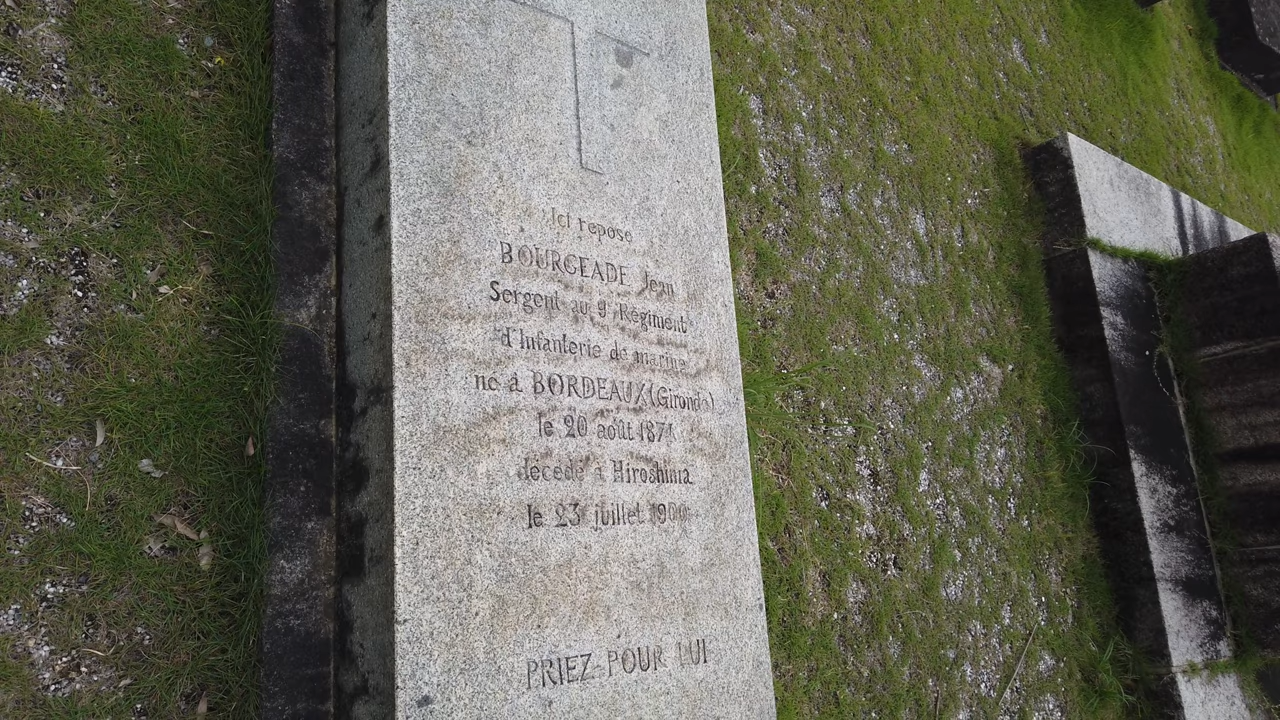 Ici repose
BOURGEADE Jean
Sergent au 9e Régiment
d'Infanterie de marine
né à BORDEAUX (Gironde)
le 20 août
décédé à Hiroshima
le 23 juillet 1900
PRIEZ POUR LUI